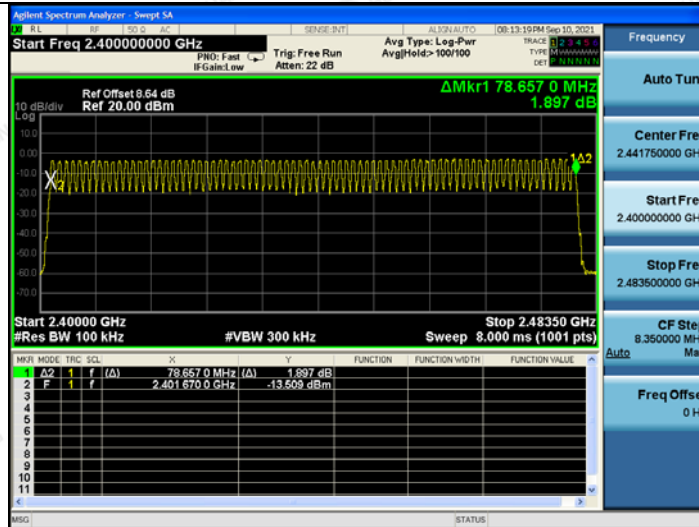 Agilent Spectrum Analyzer - Swept SA
RL RF 50 Ω AC SENSE:INT ALIGN AUTO 08:13:19 PM Sep 10, 2021
Start Freq 2.400000000 GHz
PNO: Fast
IFGain:Low
Trig: Free Run
Atten: 22 dB
Avg Type: Log-Pwr
Avg|Hold:>100/100
TRACE 1 2 3 4 5 6
TYPE M
DET P N N N N N
Frequency
Auto Tun
Center Fre
2.441750000 GH
Start Fre
2.400000000 GH
Stop Fre
2.483500000 GH
CF Ste
8.350000 MH
Auto Ma
Freq Offse
0 H
ΔMkr1 78.657 0 MHz
1.897 dB
Ref Offset 8.64 dB
10 dB/div Ref 20.00 dBm
Log
10.0
0.00
-10.0
-20.0
-30.0
-40.0
-50.0
-60.0
-70.0
2
1Δ2
Start 2.40000 GHz Stop 2.48350 GHz
#Res BW 100 kHz #VBW 300 kHz Sweep 8.000 ms (1001 pts)
MKR MODE TRC SCL X Y FUNCTION FUNCTION WIDTH FUNCTION VALUE
1 Δ2 1 f (Δ) 78.657 0 MHz (Δ) 1.897 dB
2 F 1 f 2.401 670 0 GHz -13.509 dBm
3
4
5
6
7
8
9
10
11
MSG STATUS